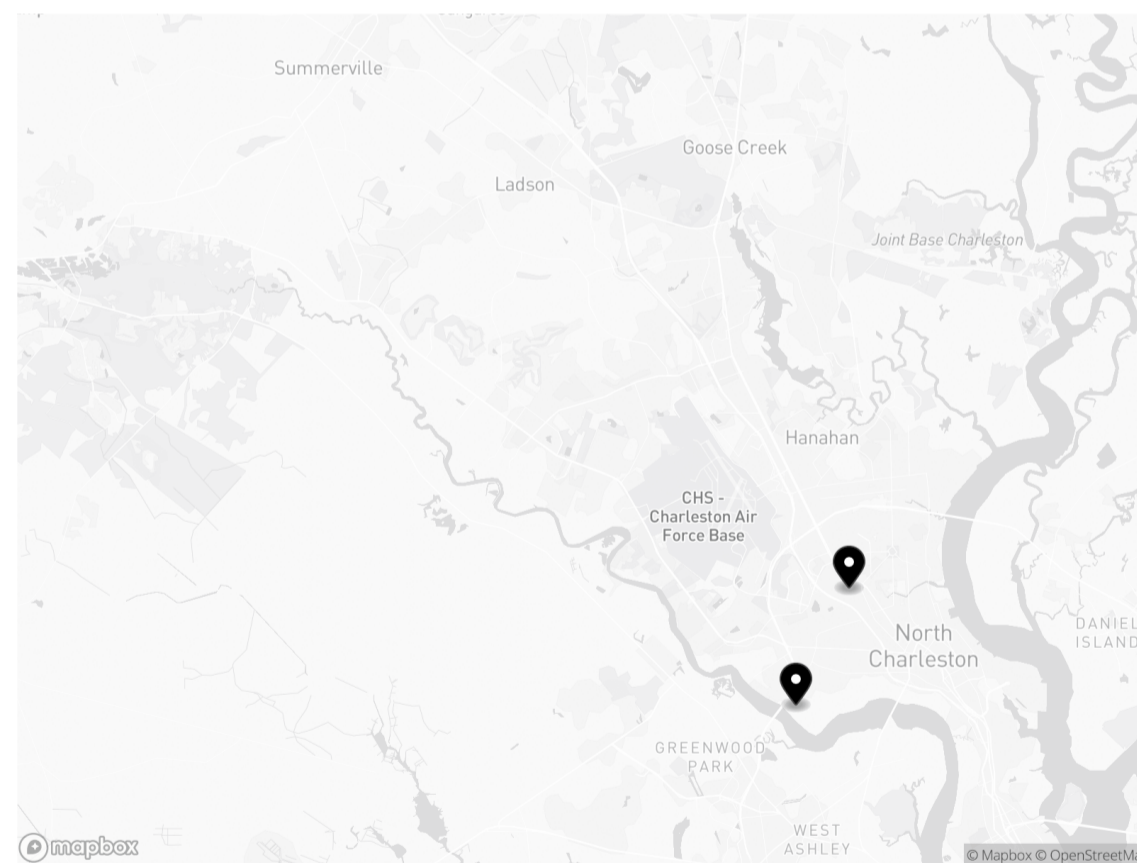 Summerville
Goose Creek
Ladson
Joint Base Charleston
Hanahan
CHS -
Charleston Air
Force Base
North
Charleston
DANIEL
ISLAND
GREENWOOD
PARK
WEST
ASHLEY
mapbox
© Mapbox © OpenStreetM